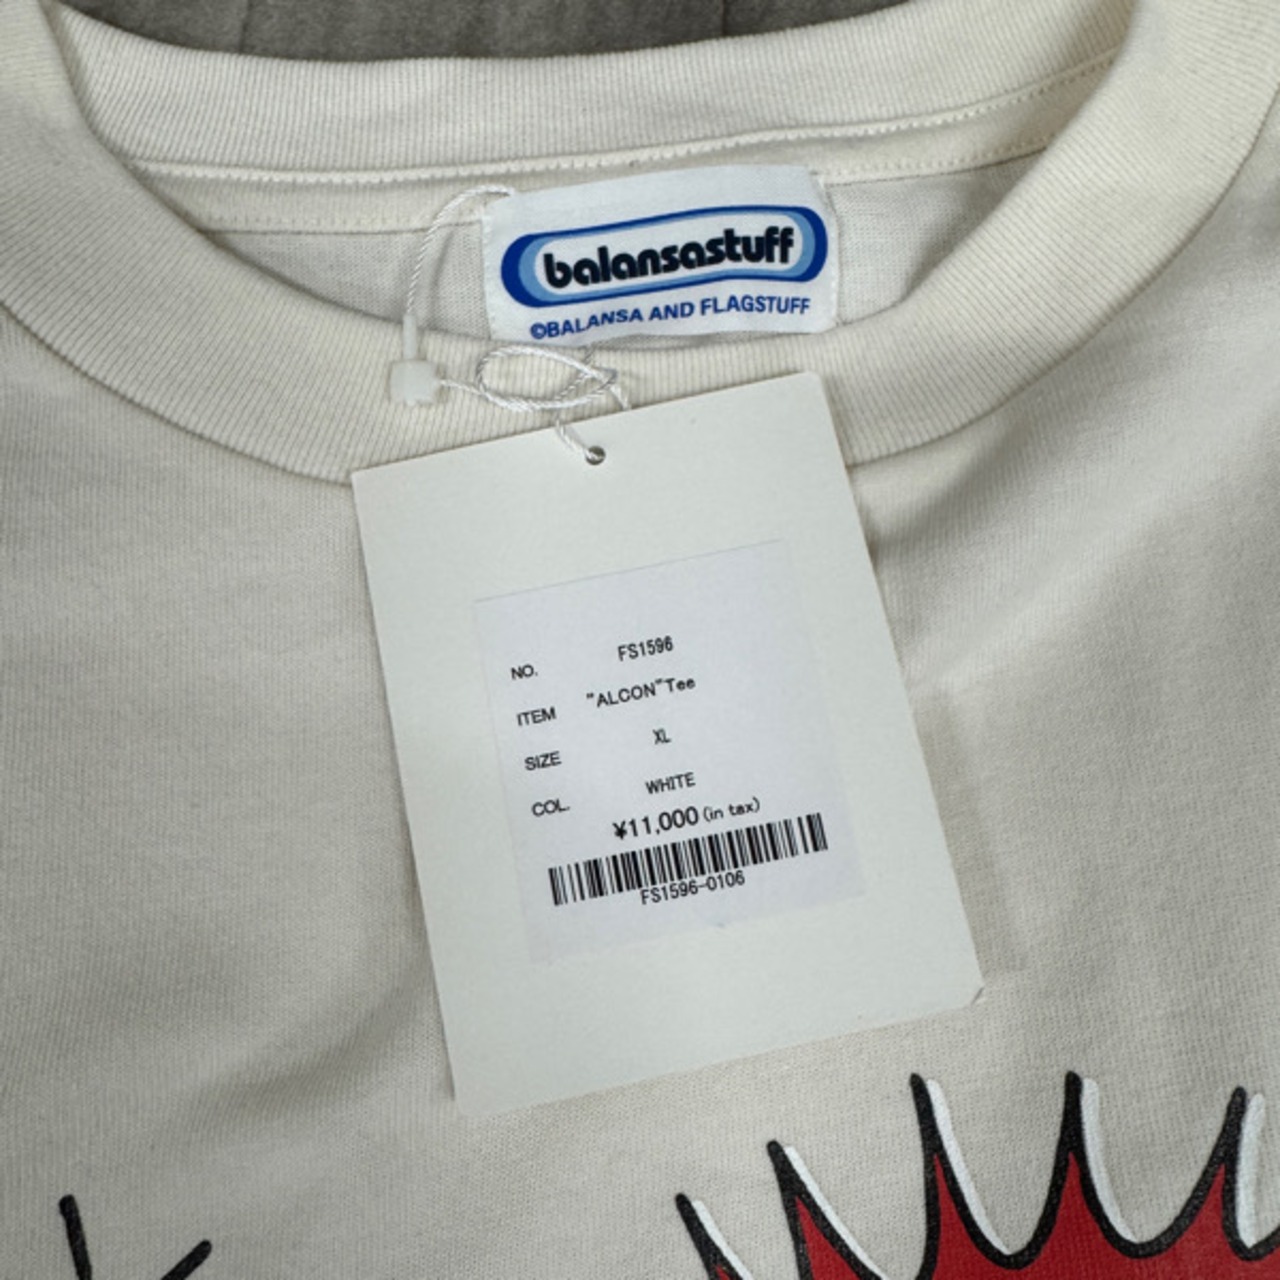 balansastuff
©BALANSA AND FLAGSTUFF
NO. FS1596
ITEM "ALCON"Tee
SIZE XL
COL. WHITE
¥11,000 (in tax)
FS1596-0106